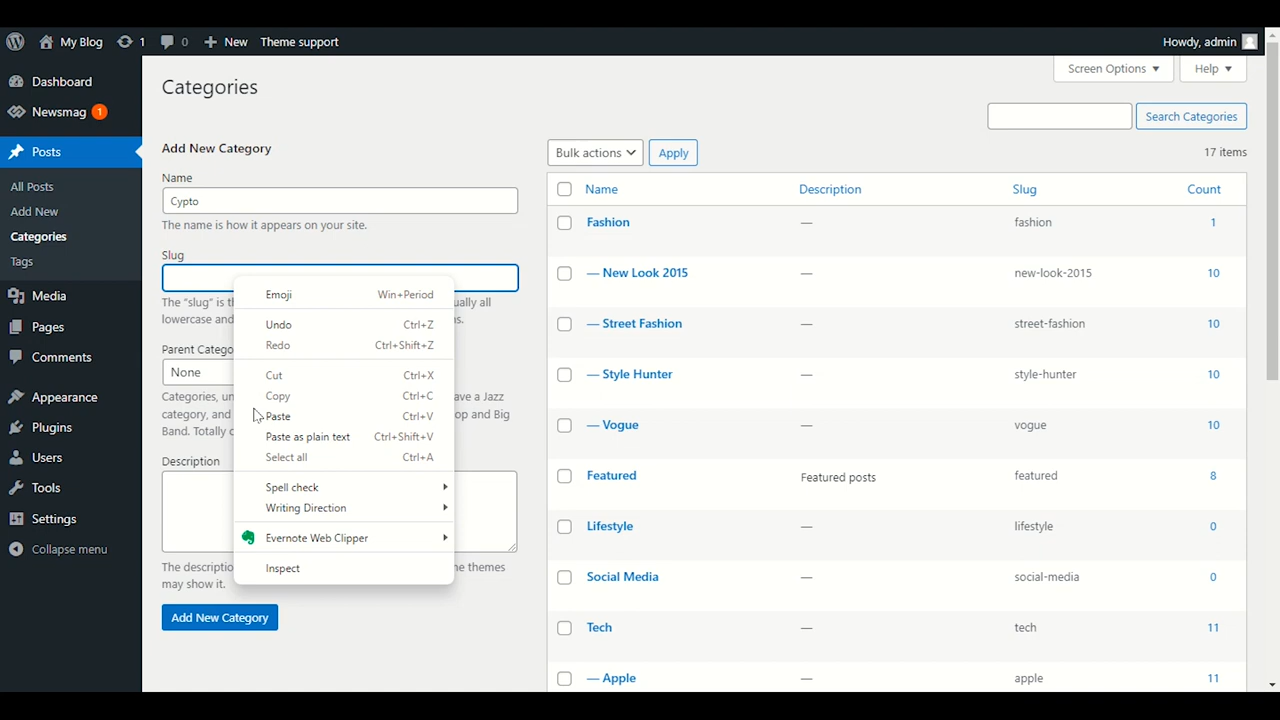 My Blog 1 0 New Theme support Howdy, admin
Dashboard
Newsmag 1
Posts
All Posts
Add New
Categories
Tags
Media
Pages
Comments
Appearance
Plugins
Users
Tools
Settings
Collapse menu
Screen Options Help
Categories
Search Categories
Add New Category
Name
Cypto
The name is how it appears on your site.
Slug
The "slug" is t ually all
lowercase and s.
Parent Catego
None
Categories, un ave a Jazz
category, and op and Big
Band. Totally
Description
The descriptio e themes
may show it.
Add New Category
Emoji Win+Period
Undo Ctrl+Z
Redo Ctrl+Shift+Z
Cut Ctrl+X
Copy Ctrl+C
Paste Ctrl+V
Paste as plain text Ctrl+Shift+V
Select all Ctrl+A
Spell check
Writing Direction
Evernote Web Clipper
Inspect
Bulk actions Apply 17 items
Name Description Slug Count
Fashion — fashion 1
— New Look 2015 — new-look-2015 10
— Street Fashion — street-fashion 10
— Style Hunter — style-hunter 10
— Vogue — vogue 10
Featured Featured posts featured 8
Lifestyle — lifestyle 0
Social Media — social-media 0
Tech — tech 11
— Apple — apple 11